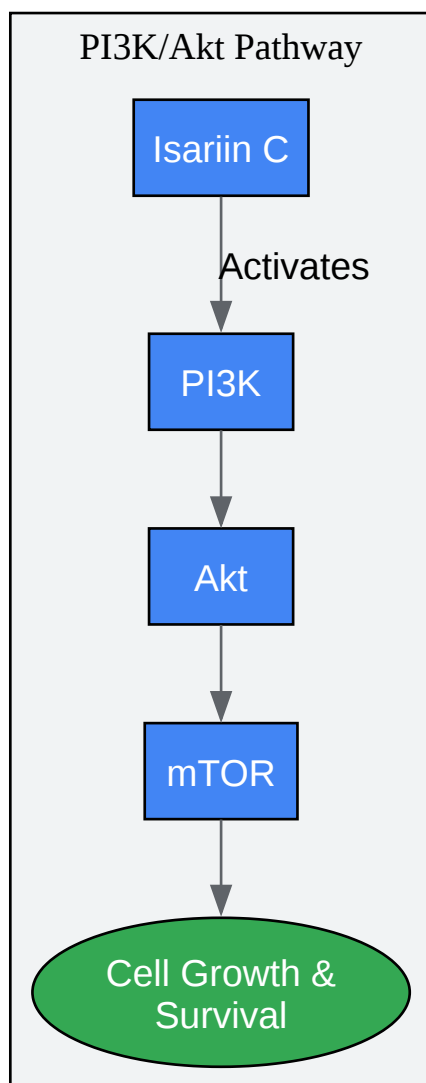 PI3K/Akt Pathway
Isariin C
Activates
PI3K
Akt
mTOR
Cell Growth &
Survival